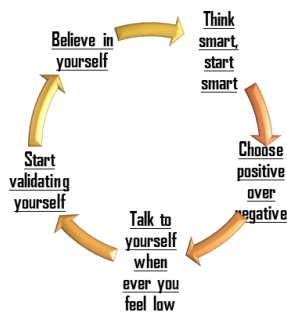 Think
smart,
start
smart
Choose
positive
over
negative
Talk to
yourself
when
ever you
feel low
Start
validating
yourself
Believe in
yourself